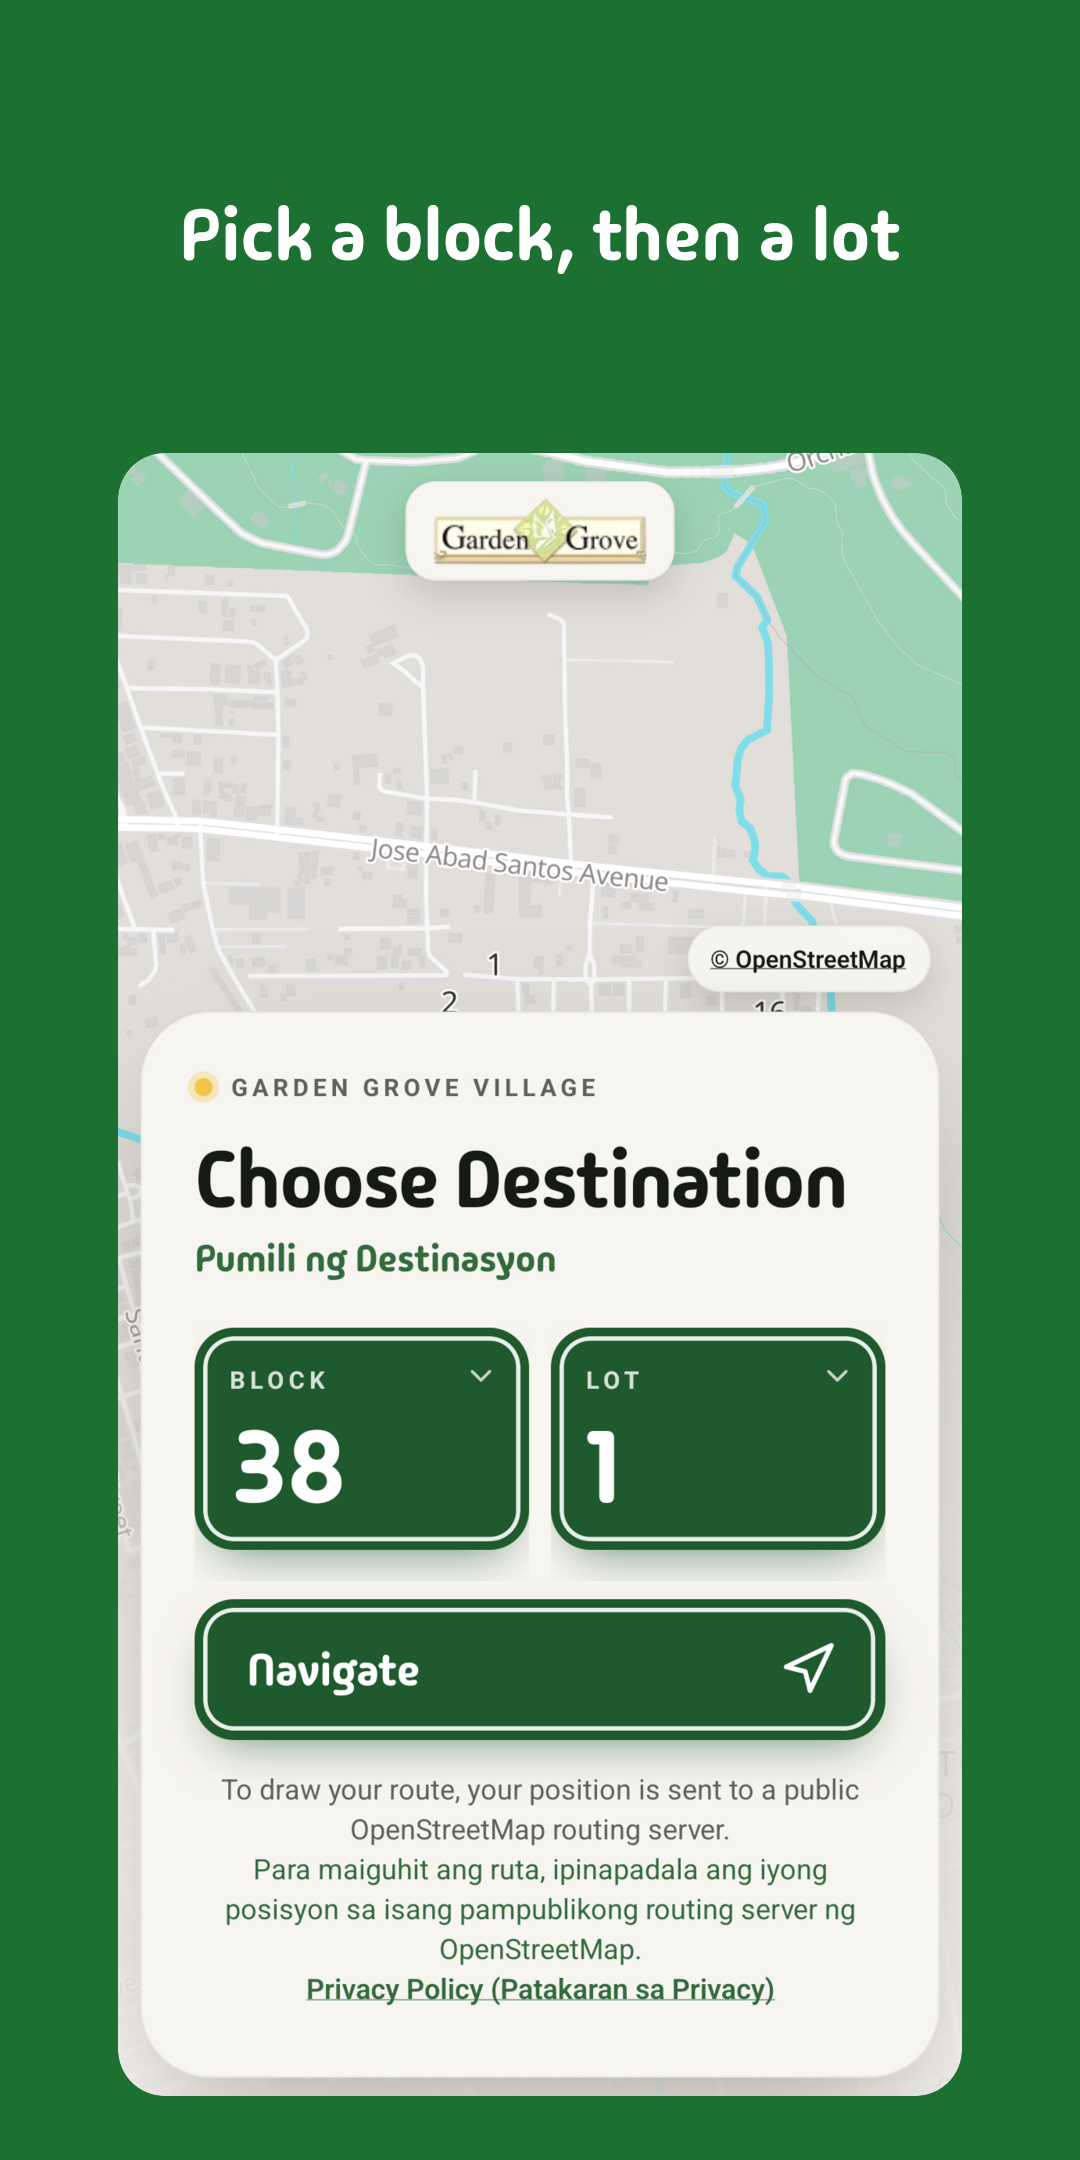 Pick a block, then a lot
Garden Grove
Jose Abad Santos Avenue
© OpenStreetMap
1
2
16
GARDEN GROVE VILLAGE
Choose Destination
Pumili ng Destinasyon
BLOCK
LOT
38
1
Navigate
To draw your route, your position is sent to a public
OpenStreetMap routing server.
Para maiguhit ang ruta, ipinapadala ang iyong
posisyon sa isang pampublikong routing server ng
OpenStreetMap.
Privacy Policy (Patakaran sa Privacy)